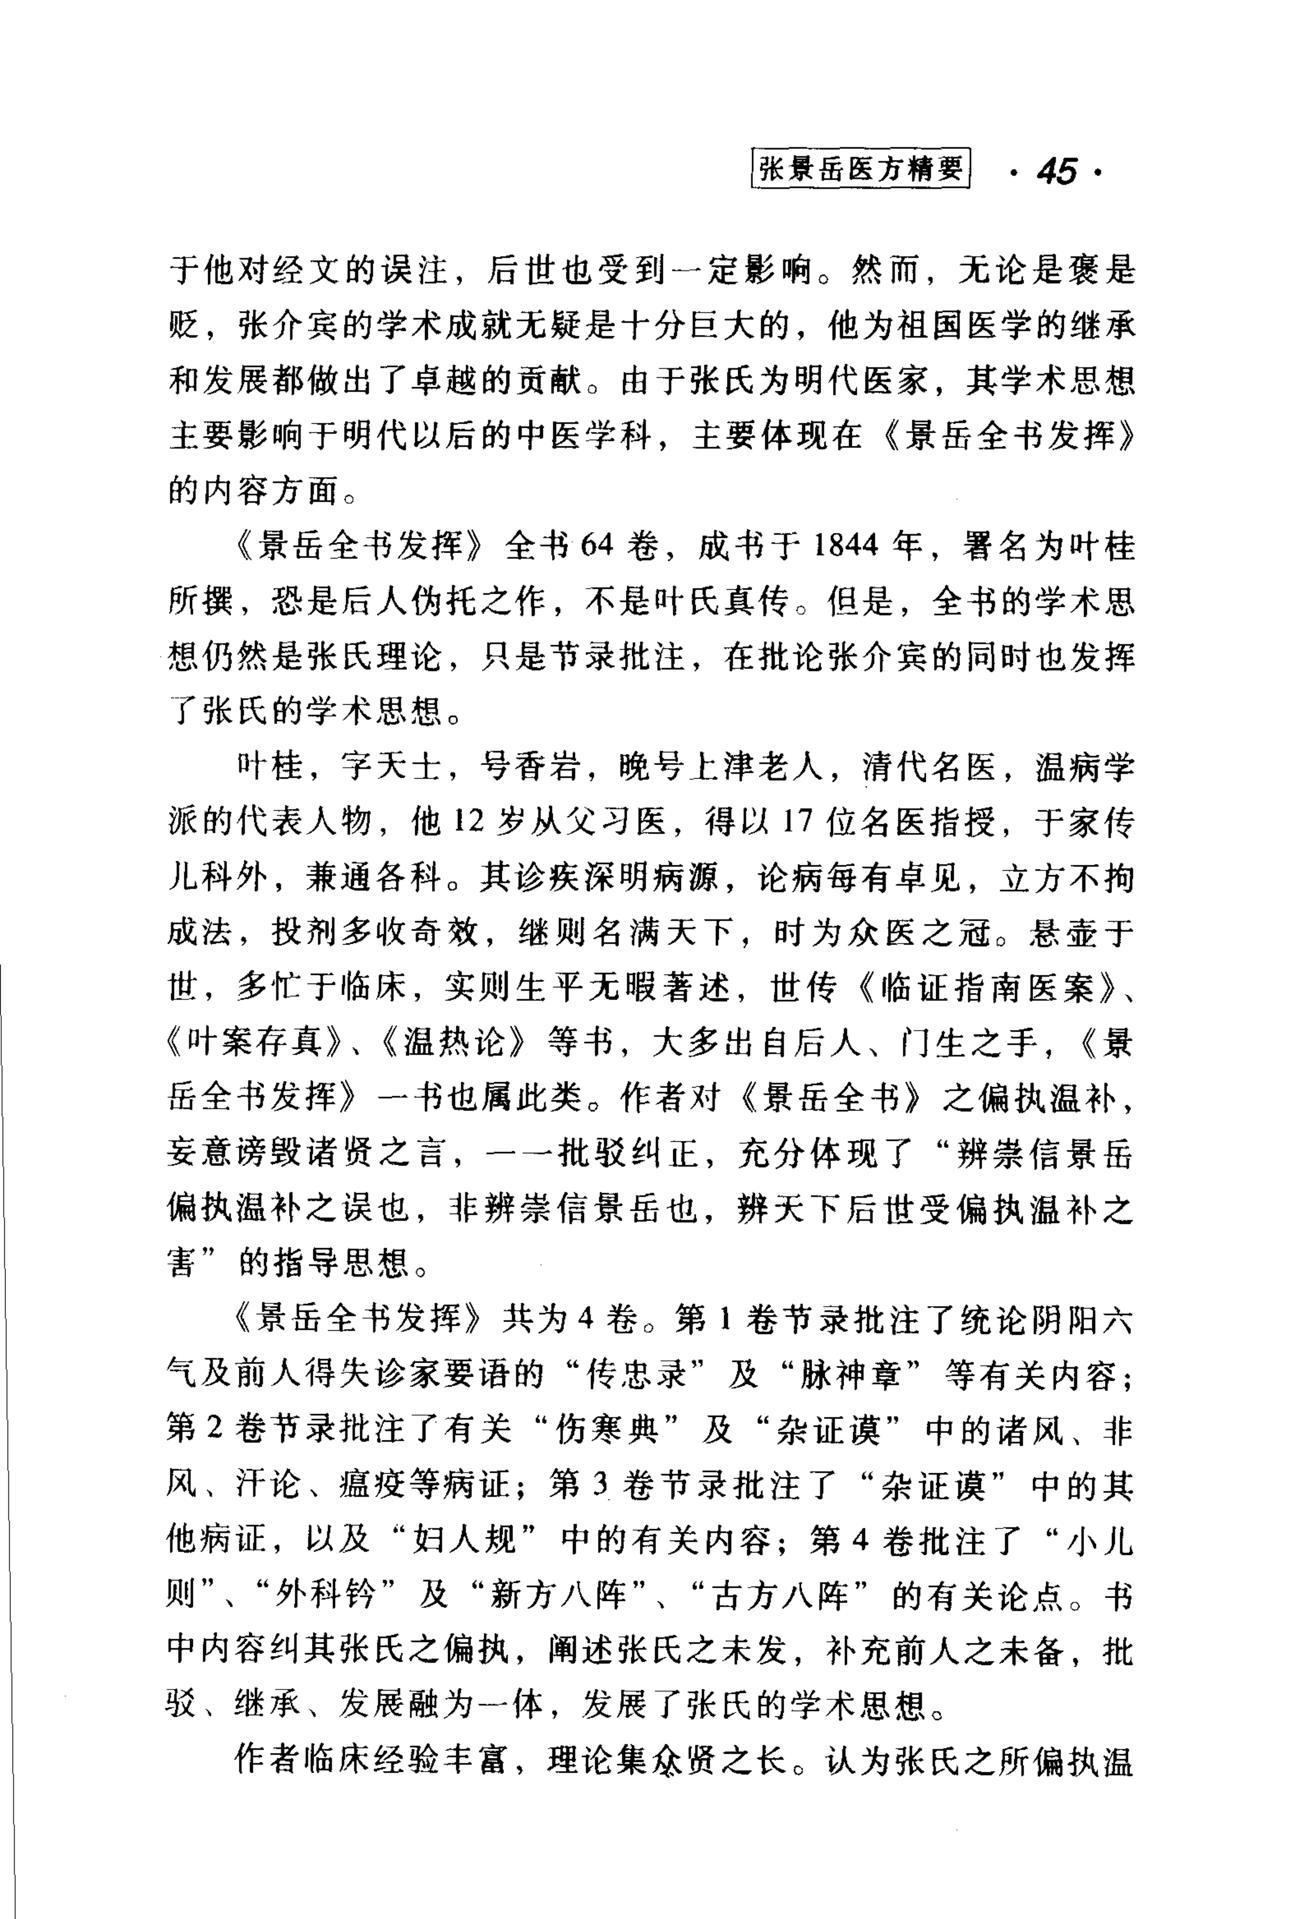 张景岳医方精要 · 45 ·
于他对经文的误注，后世也受到一定影响。然而，无论是褒是
贬，张介宾的学术成就无疑是十分巨大的，他为祖国医学的继承
和发展都做出了卓越的贡献。由于张氏为明代医家，其学术思想
主要影响于明代以后的中医学科，主要体现在《景岳全书发挥》
的内容方面。
《景岳全书发挥》全书 64 卷，成书于 1844 年，署名为叶桂
所撰，恐是后人伪托之作，不是叶氏真传。但是，全书的学术思
想仍然是张氏理论，只是节录批注，在批论张介宾的同时也发挥
了张氏的学术思想。
叶桂，字天士，号香岩，晚号上津老人，清代名医，温病学
派的代表人物，他 12 岁从父习医，得以 17 位名医指授，于家传
儿科外，兼通各科。其诊疾深明病源，论病每有卓见，立方不拘
成法，投剂多收奇效，继则名满天下，时为众医之冠。悬壶于
世，多忙于临床，实则生平无暇著述，世传《临证指南医案》、
《叶案存真》、《温热论》等书，大多出自后人、门生之手，《景
岳全书发挥》一书也属此类。作者对《景岳全书》之偏执温补，
妄意谤毁诸贤之言，一一批驳纠正，充分体现了“辨崇信景岳
偏执温补之误也，非辨崇信景岳也，辨天下后世受偏执温补之
害”的指导思想。
《景岳全书发挥》共为 4 卷。第 1 卷节录批注了统论阴阳六
气及前人得失诊家要语的“传忠录”及“脉神章”等有关内容；
第 2 卷节录批注了有关“伤寒典”及“杂证谟”中的诸风、非
风、汗论、瘟疫等病证；第 3 卷节录批注了“杂证谟”中的其
他病证，以及“妇人规”中的有关内容；第 4 卷批注了“小儿
则”、“外科钤”及“新方八阵”、“古方八阵”的有关论点。书
中内容纠其张氏之偏执，阐述张氏之未发，补充前人之未备，批
驳、继承、发展融为一体，发展了张氏的学术思想。
作者临床经验丰富，理论集众贤之长。认为张氏之所偏执温